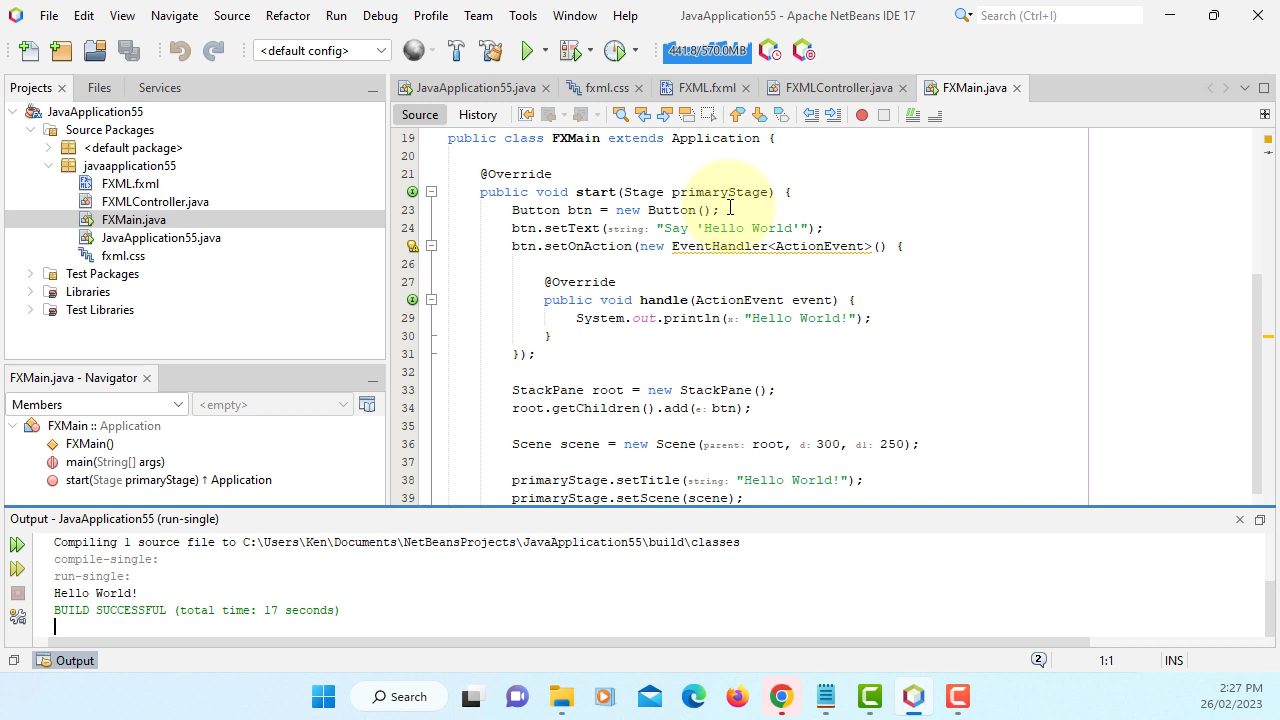 File Edit View Navigate Source Refactor Run Debug Profile Team Tools Window Help JavaApplication55 - Apache NetBeans IDE 17 Search (Ctrl+I)
<default config> 441.8/570.0MB
Projects Files Services
JavaApplication55
Source Packages
<default package>
javaapplication55
FXML.fxml
FXMLController.java
FXMain.java
JavaApplication55.java
fxml.css
Test Packages
Libraries
Test Libraries
FXMain.java - Navigator
Members <empty>
FXMain :: Application
FXMain()
main(String[] args)
start(Stage primaryStage) ↑ Application
JavaApplication55.java fxml.css FXML.fxml FXMLController.java FXMain.java
Source History
19 public class FXMain extends Application {
20
21 @Override
public void start(Stage primaryStage) {
23 Button btn = new Button();
24 btn.setText(string: "Say 'Hello World'");
btn.setOnAction(new EventHandler<ActionEvent>() {
26
27 @Override
public void handle(ActionEvent event) {
29 System.out.println(x: "Hello World!");
30 }
31 });
32
33 StackPane root = new StackPane();
34 root.getChildren().add(e: btn);
35
36 Scene scene = new Scene(parent: root, d: 300, d1: 250);
37
38 primaryStage.setTitle(string: "Hello World!");
39 primaryStage.setScene(scene);
Output - JavaApplication55 (run-single)
Compiling 1 source file to C:\Users\Ken\Documents\NetBeansProjects\JavaApplication55\build\classes
compile-single:
run-single:
Hello World!
BUILD SUCCESSFUL (total time: 17 seconds)
Output 2 1:1 INS
Search
2:27 PM
26/02/2023